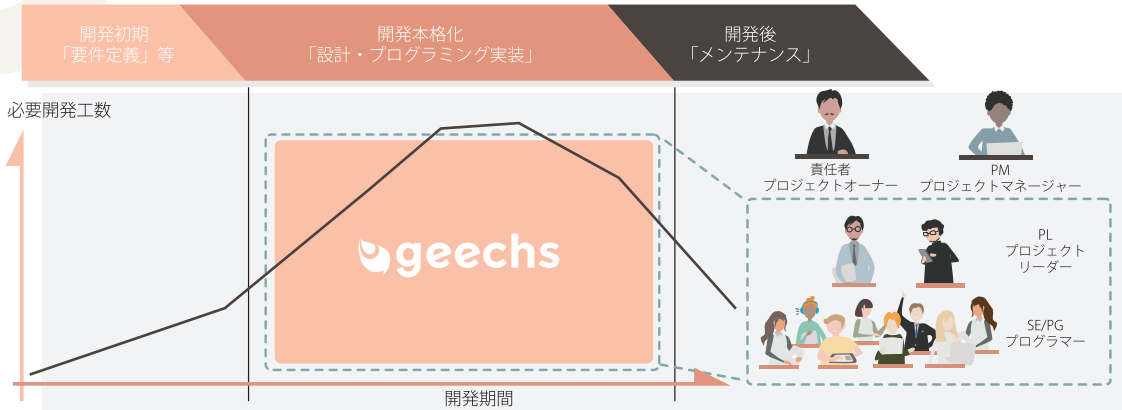 開発初期
「要件定義」等
開発本格化
「設計・プログラミング実装」
開発後
「メンテナンス」
必要開発工数
geechs
開発期間
責任者
プロジェクトオーナー
PM
プロジェクトマネージャー
PL
プロジェクト
リーダー
SE/PG
プログラマー